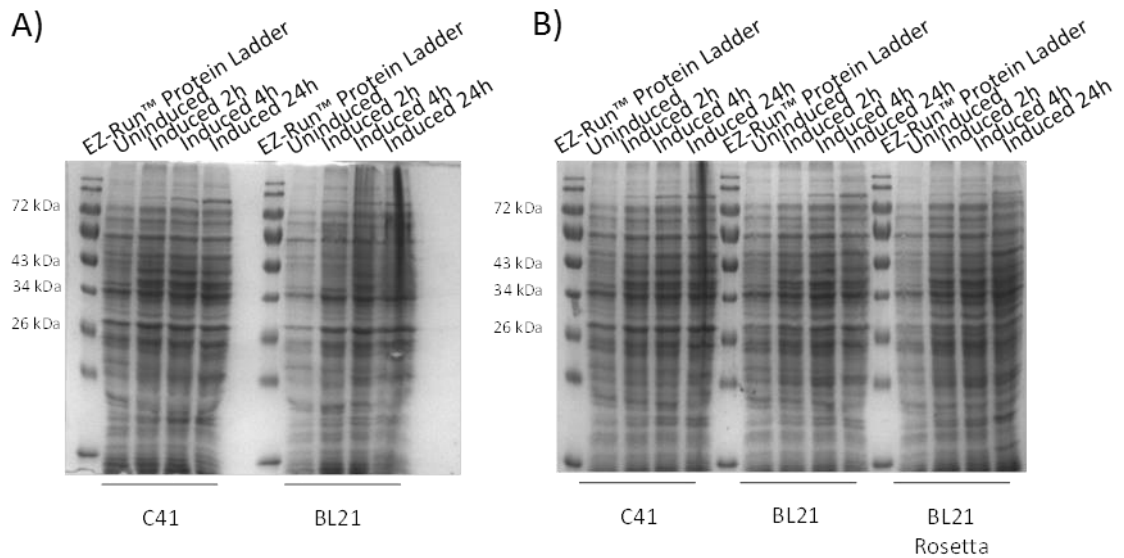 A)
EZ-Run™ Protein Ladder
Uninduced
Induced 2h
Induced 4h
Induced 24h
EZ-Run™ Protein Ladder
Uninduced
Induced 2h
Induced 4h
Induced 24h
72 kDa
43 kDa
34 kDa
26 kDa
C41
BL21
B)
EZ-Run™ Protein Ladder
Uninduced
Induced 2h
Induced 4h
Induced 24h
EZ-Run™ Protein Ladder
Uninduced
Induced 2h
Induced 4h
Induced 24h
EZ-Run™ Protein Ladder
Uninduced
Induced 2h
Induced 4h
Induced 24h
72 kDa
43 kDa
34 kDa
26 kDa
C41
BL21
BL21
Rosetta